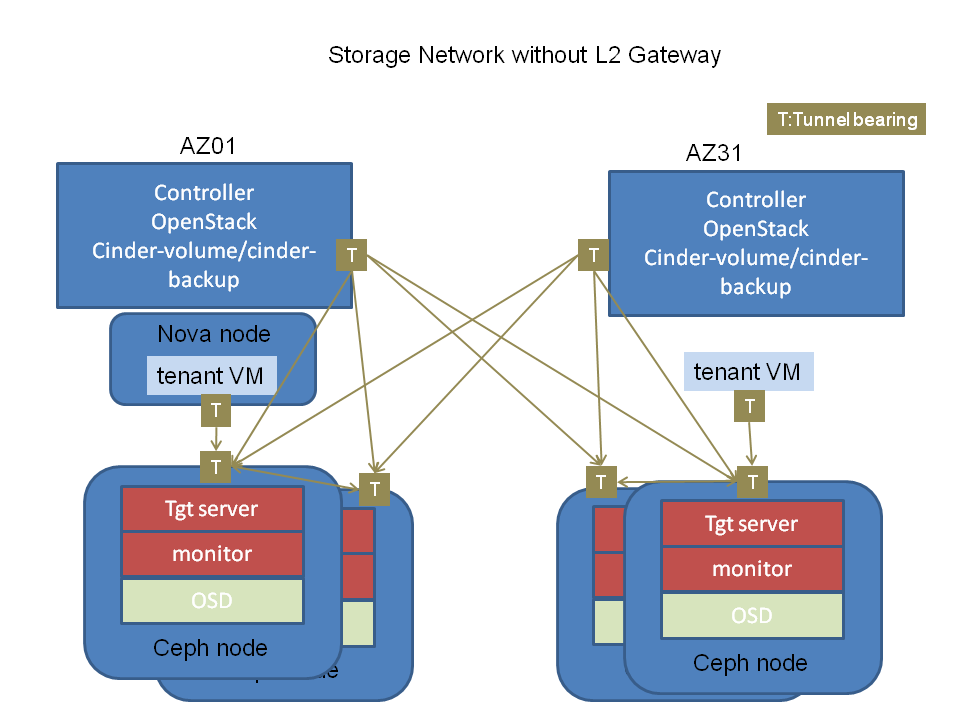 Storage Network without L2 Gateway
T:Tunnel bearing
AZ01
AZ31
Controller
OpenStack
Cinder-volume/cinder-
backup
T
T
Controller
OpenStack
Cinder-volume/cinder-
backup
Nova node
tenant VM
T
tenant VM
T
T
T
T
T
Tgt server
monitor
OSD
Ceph node
Tgt server
monitor
OSD
Ceph node